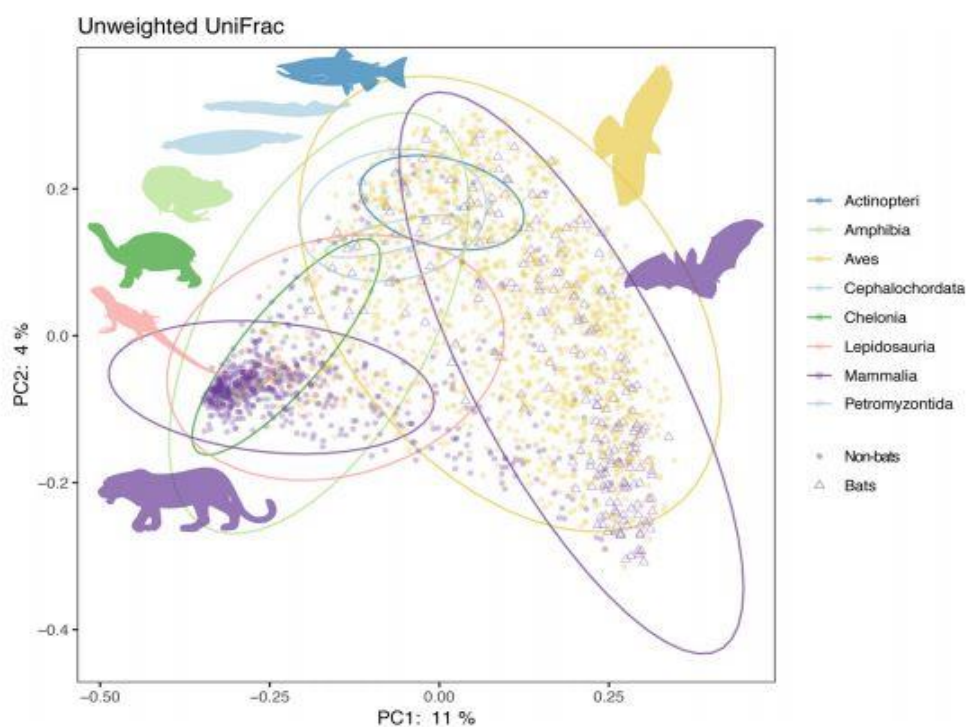 Unweighted UniFrac
0.2
0.0
−0.2
−0.4
PC2: 4 %
−0.50
−0.25
0.00
0.25
PC1: 11 %
Actinopteri
Amphibia
Aves
Cephalochordata
Chelonia
Lepidosauria
Mammalia
Petromyzontida
Non-bats
Bats